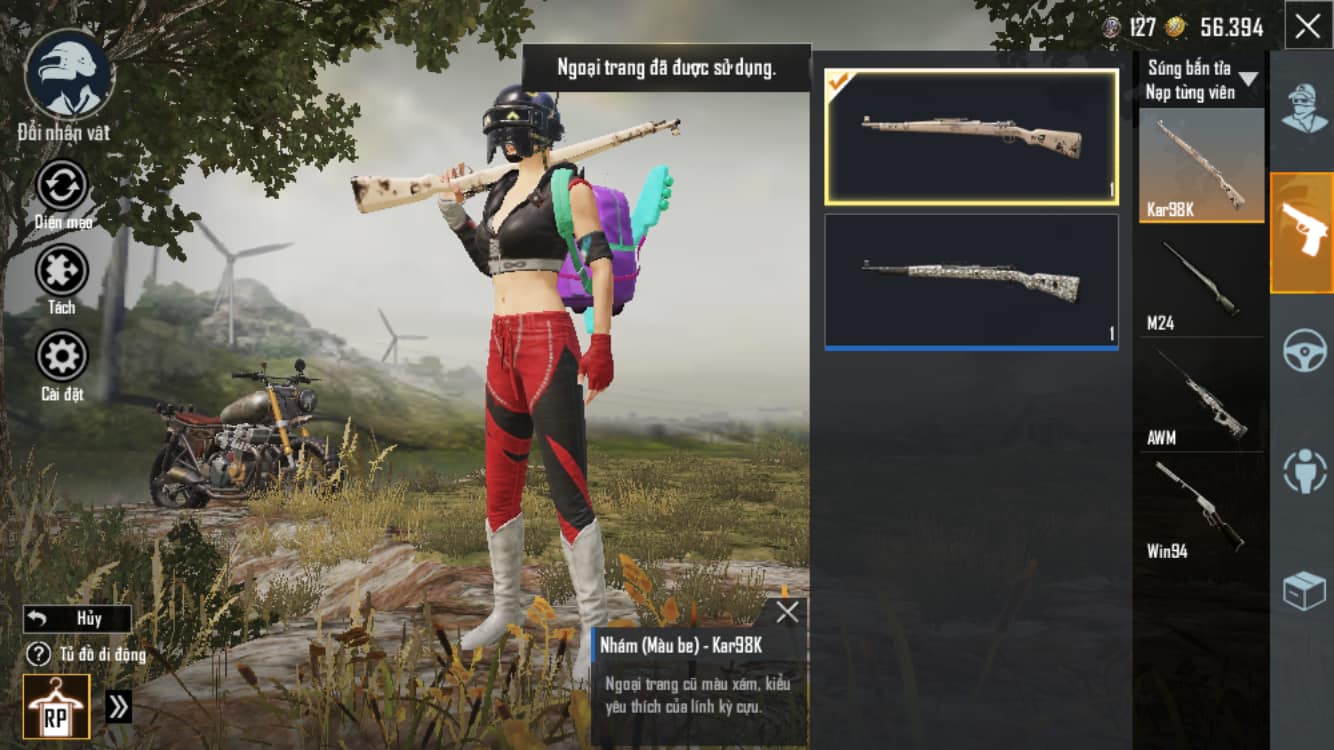 127
56.394
Ngoại trang đã được sử dụng.
Súng bắn tỉa
Nạp từng viên
Đổi nhân vật
Diện mạo
Tách
Cài đặt
1
1
Kar98K
M24
AWM
Win94
Hủy
? Tủ đồ di động
RP
Nhám (Màu be) - Kar98K
Ngoại trang cũ màu xám, kiểu
yêu thích của lính kỳ cựu.